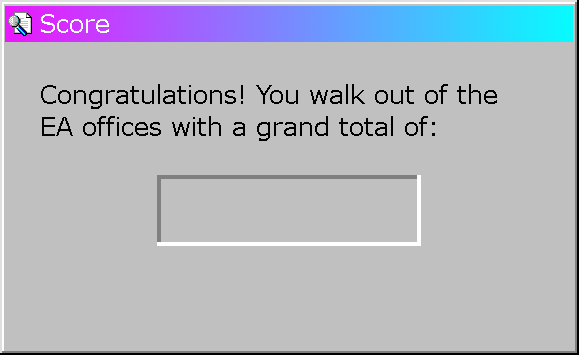 Score
Congratulations! You walk out of the
EA offices with a grand total of: